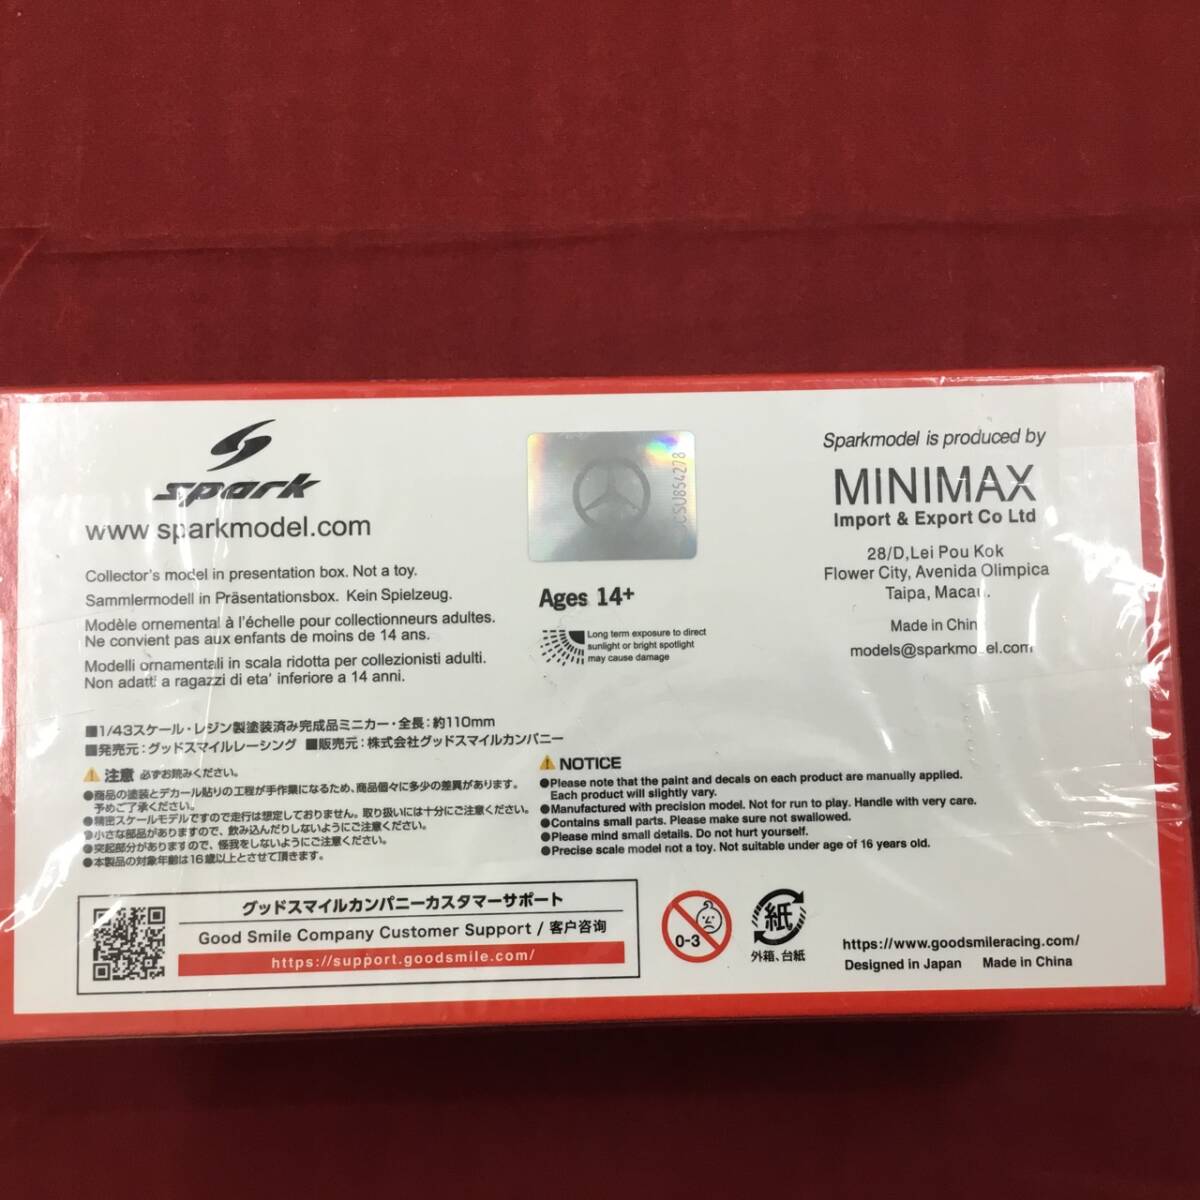 spark
www.sparkmodel.com
Collector's model in presentation box. Not a toy.
Sammlermodell in Präsentationsbox. Kein Spielzeug.
Modèle ornemental à l'échelle pour collectionneurs adultes.
Ne convient pas aux enfants de moins de 14 ans.
Modelli ornamentali in scala ridotta per collezionisti adulti.
Non adatti a ragazzi di eta' inferiore a 14 anni.
CSU854278
Ages 14+
Long term exposure to direct
sunlight or bright spotlight
may cause damage
Sparkmodel is produced by
MINIMAX
Import & Export Co Ltd
28/D,Lei Pou Kok
Flower City, Avenida Olimpica
Taipa, Macau.
Made in China
models@sparkmodel.com
■1/43スケール・レジン製塗装済み完成品ミニカー・全長：約110mm
■発売元：グッドスマイルレーシング ■販売元：株式会社グッドスマイルカンパニー
注意 必ずお読みください。
●商品の塗装とデカール貼りの工程が手作業になるため、商品個々に多少の差異があります。
予めご了承ください。
●精密スケールモデルですので走行は想定しておりません。取り扱いには十分にご注意ください。
●小さな部品がありますので、飲み込んだりしないようにご注意ください。
●突起部分がありますので、怪我をしないようにご注意ください。
●本製品の対象年齢は16歳以上とさせて頂きます。
NOTICE
●Please note that the paint and decals on each product are manually applied.
Each product will slightly vary.
●Manufactured with precision model. Not for run to play. Handle with very care.
●Contains small parts. Please make sure not swallowed.
●Please mind small details. Do not hurt yourself.
●Precise scale model not a toy. Not suitable under age of 16 years old.
グッドスマイルカンパニーカスタマーサポート
Good Smile Company Customer Support / 客户咨询
https://support.goodsmile.com/
0-3
紙
外箱、台紙
https://www.goodsmileracing.com/
Designed in Japan Made in China